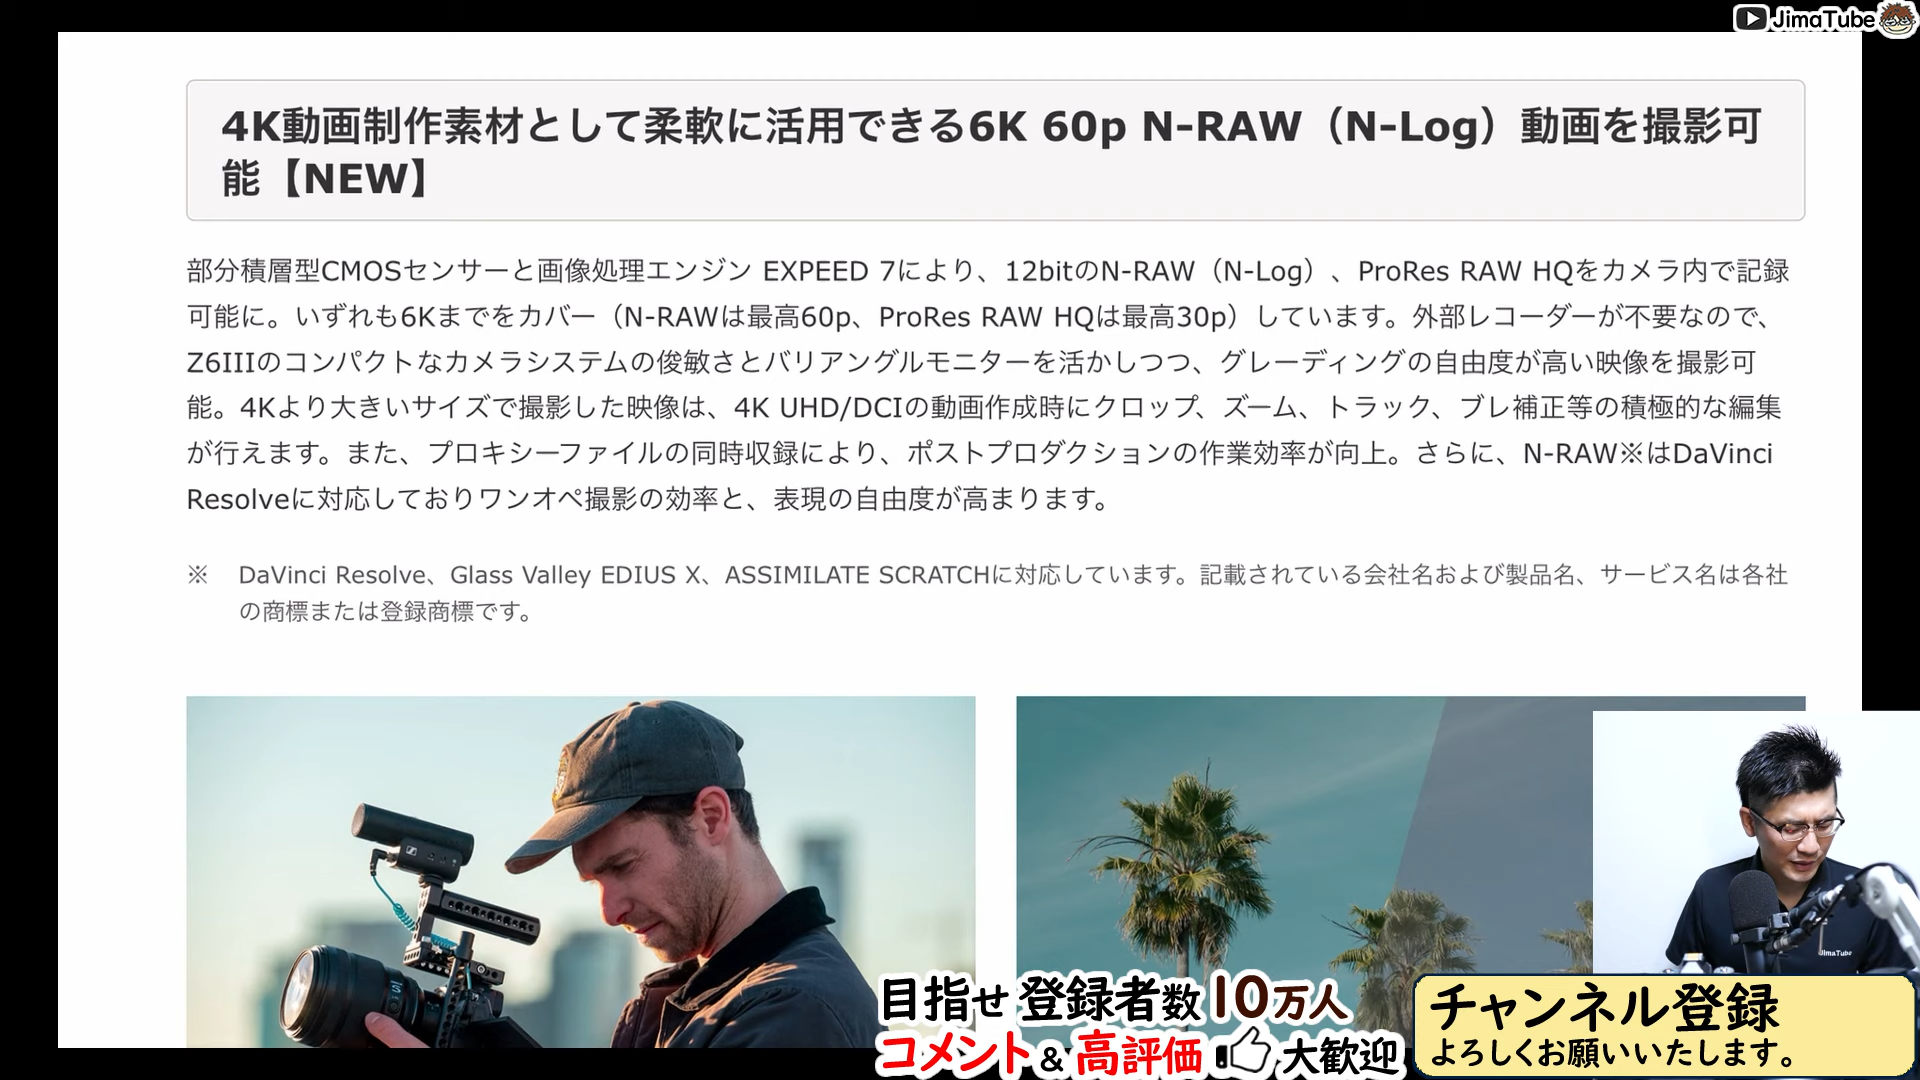 JimaTube
4K動画制作素材として柔軟に活用できる6K 60p N-RAW（N-Log）動画を撮影可
能【NEW】
部分積層型CMOSセンサーと画像処理エンジン EXPEED 7により、12bitのN-RAW（N-Log）、ProRes RAW HQをカメラ内で記録
可能に。いずれも6Kまでをカバー（N-RAWは最高60p、ProRes RAW HQは最高30p）しています。外部レコーダーが不要なので、
Z6IIIのコンパクトなカメラシステムの俊敏さとバリアングルモニターを活かしつつ、グレーディングの自由度が高い映像を撮影可
能。4Kより大きいサイズで撮影した映像は、4K UHD/DCIの動画作成時にクロップ、ズーム、トラック、ブレ補正等の積極的な編集
が行えます。また、プロキシーファイルの同時収録により、ポストプロダクションの作業効率が向上。さらに、N-RAW※はDaVinci
Resolveに対応しておりワンオペ撮影の効率と、表現の自由度が高まります。
※ DaVinci Resolve、Glass Valley EDIUS X、ASSIMILATE SCRATCHに対応しています。記載されている会社名および製品名、サービス名は各社
の商標または登録商標です。
S
JimaTube
目指せ 登録者数10万人
コメント&高評価 大歓迎
チャンネル登録
よろしくお願いいたします。